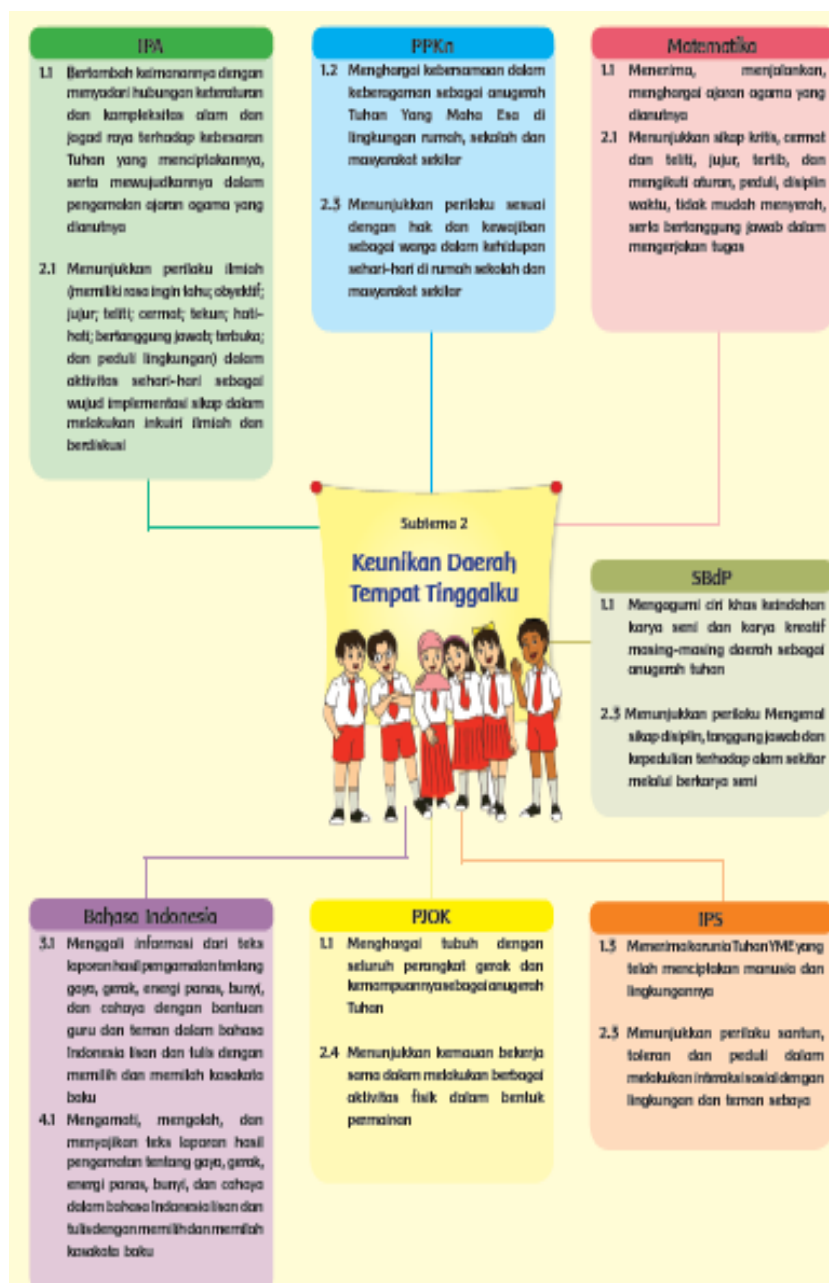 IPA
1.1 Bertambah keimanannya dengan
menyadari hubungan keteraturan
dan kompleksitas alam dan
jagad raya terhadap kebesaran
Tuhan yang menciptakannya,
serta mewujudkannya dalam
pengamalan ajaran agama yang
dianutnya
2.1 Menunjukkan perilaku ilmiah
(memiliki rasa ingin tahu; obyektif;
jujur; teliti; cermat; tekun; hati-
hati; bertanggung jawab; terbuka;
dan peduli lingkungan) dalam
aktivitas sehari-hari sebagai
wujud implementasi sikap dalam
melakukan inkuiri ilmiah dan
berdiskusi
PPKn
1.2 Menghargai kebersamaan dalam
keberagaman sebagai anugerah
Tuhan Yang Maha Esa di
lingkungan rumah, sekolah dan
masyarakat sekitar
2.3 Menunjukkan perilaku sesuai
dengan hak dan kewajiban
sebagai warga dalam kehidupan
sehari-hari di rumah sekolah dan
masyarakat sekitar
Matematika
1.1 Menerima, menjalankan,
menghargai ajaran agama yang
dianutnya
2.1 Menunjukkan sikap kritis, cermat
dan teliti, jujur, tertib, dan
mengikuti aturan, peduli, disiplin
waktu, tidak mudah menyerah,
serta bertanggung jawab dalam
mengerjakan tugas
Subtema 2
Keunikan Daerah
Tempat Tinggalku
SBdP
1.1 Mengagumi ciri khas keindahan
karya seni dan karya kreatif
masing-masing daerah sebagai
anugerah tuhan
2.3 Menunjukkan perilaku Mengenal
sikap disiplin, tanggung jawab dan
kepedulian terhadap alam sekitar
melalui berkarya seni
Bahasa Indonesia
3.1 Menggali informasi dari teks
laporan hasil pengamatan tentang
gaya, gerak, energi panas, bunyi,
dan cahaya dengan bantuan
guru dan teman dalam bahasa
Indonesia lisan dan tulis dengan
memilih dan memilah kosakata
baku
4.1 Mengamati, mengolah, dan
menyajikan teks laporan hasil
pengamatan tentang gaya, gerak,
energi panas, bunyi, dan cahaya
dalam bahasa Indonesia lisan dan
tulis dengan memilih dan memilah
kosakata baku
PJOK
1.1 Menghargai tubuh dengan
seluruh perangkat gerak dan
kemampuannya sebagai anugerah
Tuhan
2.4 Menunjukkan kemauan bekerja
sama dalam melakukan berbagai
aktivitas fisik dalam bentuk
permainan
IPS
1.3 Menerima karunia Tuhan YME yang
telah menciptakan manusia dan
lingkungannya
2.3 Menunjukkan perilaku santun,
toleran dan peduli dalam
melakukan interaksi sosial dengan
lingkungan dan teman sebaya